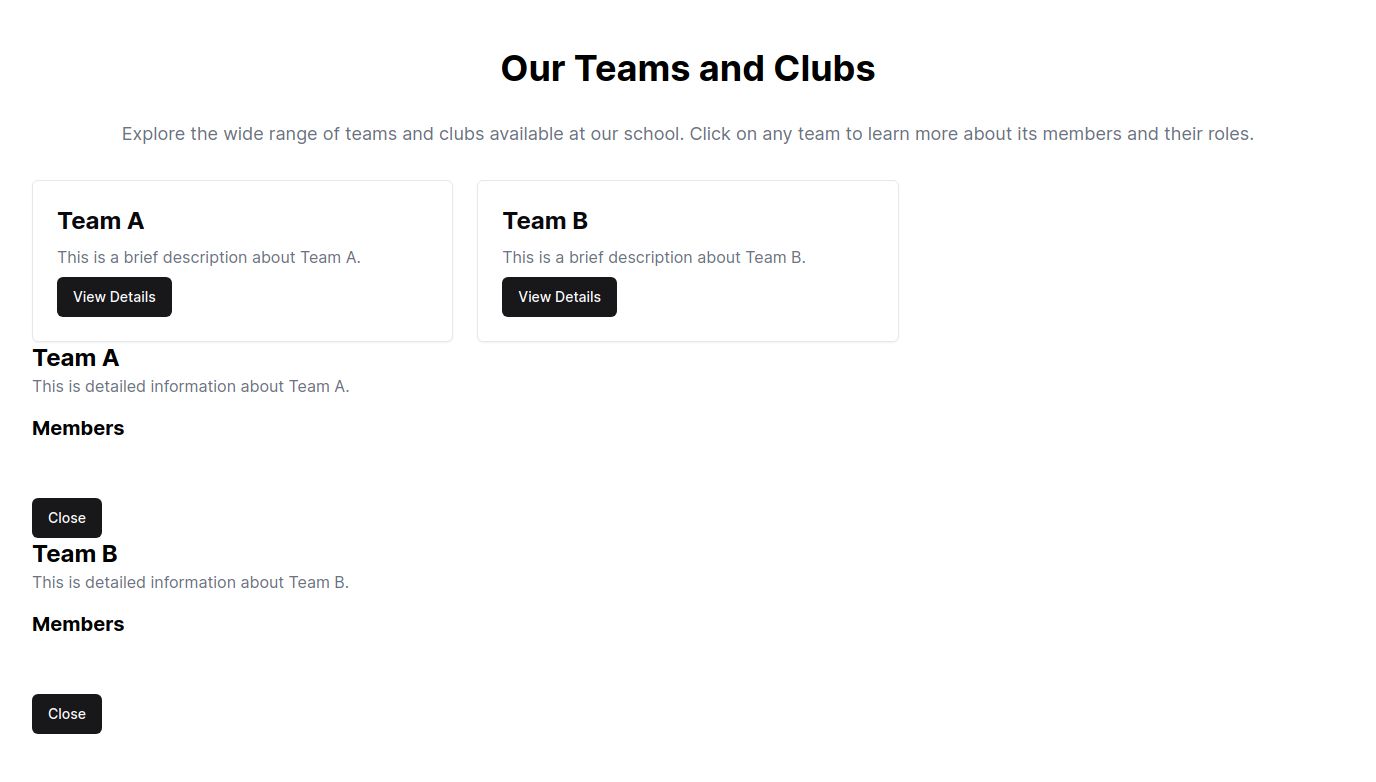 Our Teams and Clubs
Explore the wide range of teams and clubs available at our school. Click on any team to learn more about its members and their roles.
Team A
This is a brief description about Team A.
View Details
Team B
This is a brief description about Team B.
View Details
Team A
This is detailed information about Team A.
Members
Close
Team B
This is detailed information about Team B.
Members
Close